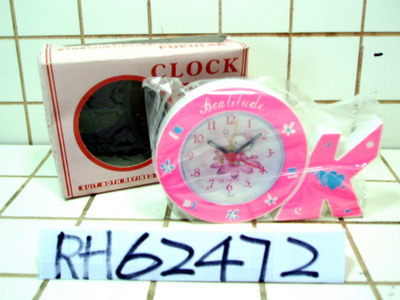 POPULAR
CLOCK
Beatitude
12
1
2
3
4
5
6
7
8
9
10
11
K
SUIT BOTH REFINED
RH62472